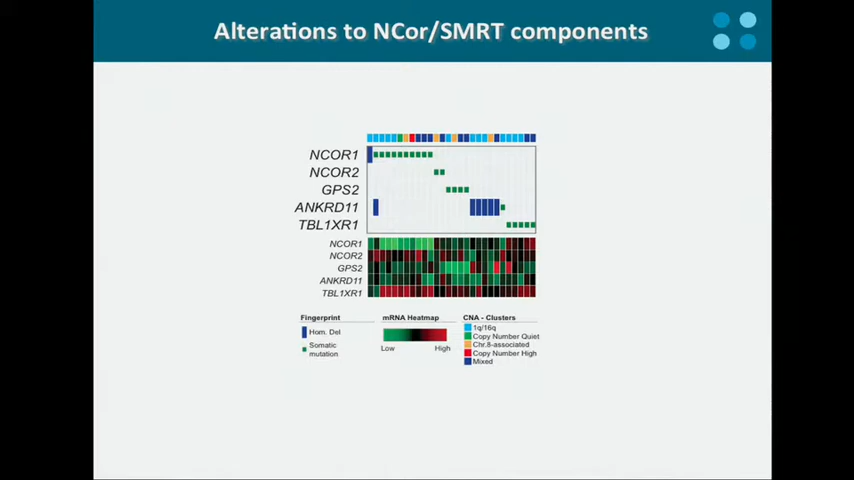 Alterations to NCor/SMRT components
NCOR1
NCOR2
GPS2
ANKRD11
TBL1XR1
NCOR1
NCOR2
GPS2
ANKRD11
TBL1XR1
Fingerprint
Hom. Del
Somatic
mutation
mRNA Heatmap
Low High
CNA - Clusters
1q/16q
Copy Number Quiet
Chr.8-associated
Copy Number High
Mixed